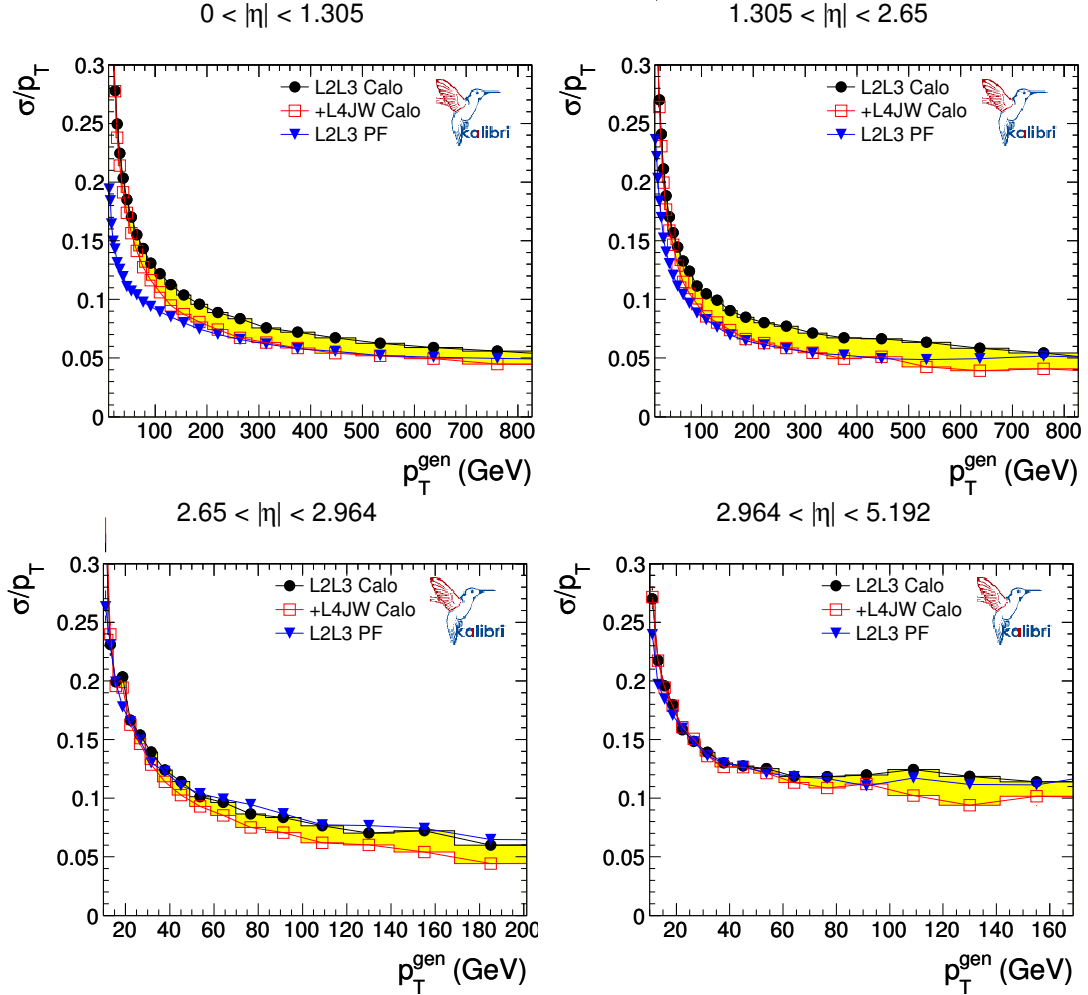 0 < |η| < 1.305
σ/p_T
0.3
0.25
0.2
0.15
0.1
0.05
0
L2L3 Calo
+L4JW Calo
L2L3 PF
kalibri
100 200 300 400 500 600 700 800
p_T^gen (GeV)
1.305 < |η| < 2.65
σ/p_T
0.3
0.25
0.2
0.15
0.1
0.05
0
L2L3 Calo
+L4JW Calo
L2L3 PF
kalibri
100 200 300 400 500 600 700 800
p_T^gen (GeV)
2.65 < |η| < 2.964
σ/p_T
0.3
0.25
0.2
0.15
0.1
0.05
0
L2L3 Calo
+L4JW Calo
L2L3 PF
kalibri
20 40 60 80 100 120 140 160 180 200
p_T^gen (GeV)
2.964 < |η| < 5.192
σ/p_T
0.3
0.25
0.2
0.15
0.1
0.05
0
L2L3 Calo
+L4JW Calo
L2L3 PF
kalibri
20 40 60 80 100 120 140 160
p_T^gen (GeV)